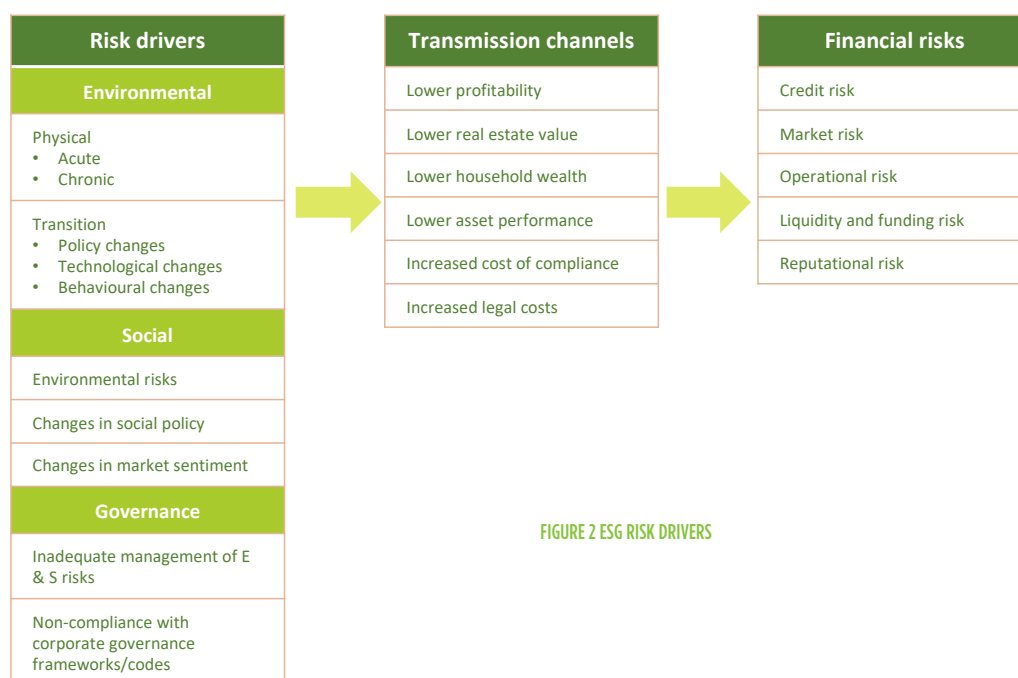 Risk drivers
Environmental
Physical
• Acute
• Chronic
Transition
• Policy changes
• Technological changes
• Behavioural changes
Social
Environmental risks
Changes in social policy
Changes in market sentiment
Governance
Inadequate management of E
& S risks
Non-compliance with
corporate governance
frameworks/codes
Transmission channels
Lower profitability
Lower real estate value
Lower household wealth
Lower asset performance
Increased cost of compliance
Increased legal costs
Financial risks
Credit risk
Market risk
Operational risk
Liquidity and funding risk
Reputational risk
FIGURE 2 ESG RISK DRIVERS